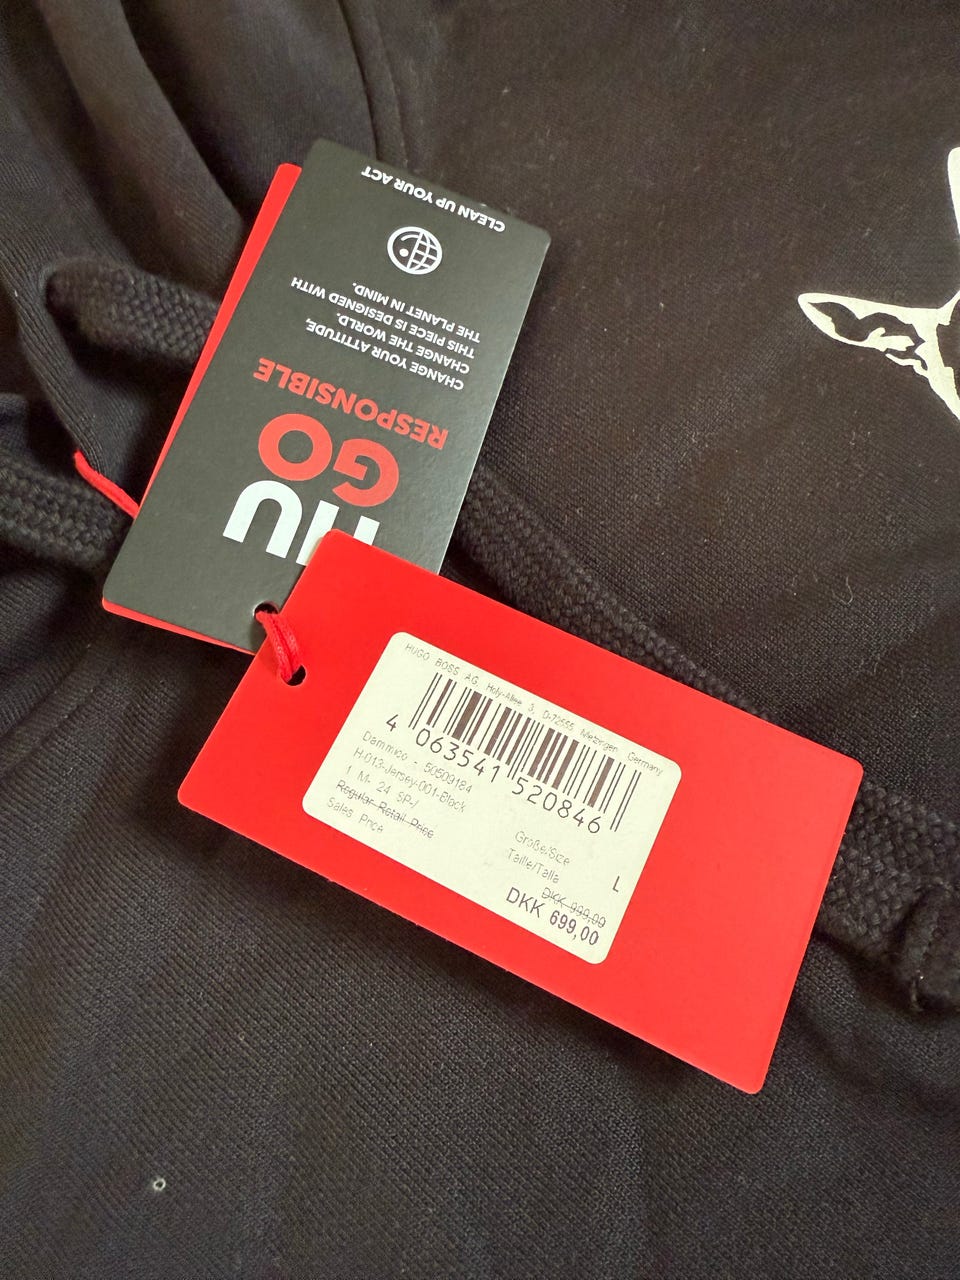 HU
GO
RESPONSIBLE
CHANGE YOUR ATTITUDE,
CHANGE THE WORLD.
THIS PIECE IS DESIGNED WITH
THE PLANET IN MIND.
CLEAN UP YOUR ACT
HUGO BOSS AG, Holy-Allee 3, D-72555 Metzingen Germany
4 063541 520846
Dammico - 50509184
H-013-Jersey-001-Black
1 M- 24 SP-/
Größe/Size
Taille/Talla L
Regular Retail Price DKK 999,00
Sales Price DKK 699,00